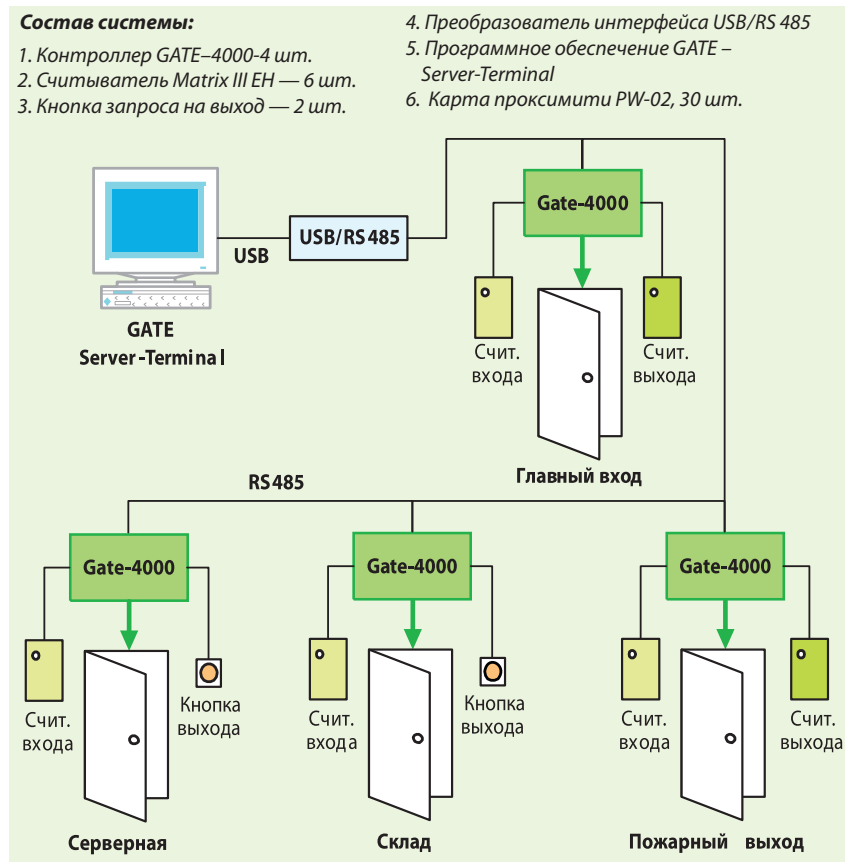 Состав системы:
1. Контроллер GATE–4000-4 шт.
2. Считыватель Matrix III EH — 6 шт.
3. Кнопка запроса на выход — 2 шт.
4. Преобразователь интерфейса USB/RS 485
5. Программное обеспечение GATE –
Server-Terminal
6. Карта проксимити PW-02, 30 шт.
Gate-4000
USB/RS485
USB
GATE
Server-Terminal
Счит.
входа
Счит.
выхода
Главный вход
RS485
Gate-4000
Gate-4000
Gate-4000
Счит.
входа
Кнопка
выхода
Счит.
входа
Кнопка
выхода
Счит.
входа
Счит.
выхода
Серверная
Склад
Пожарный выход